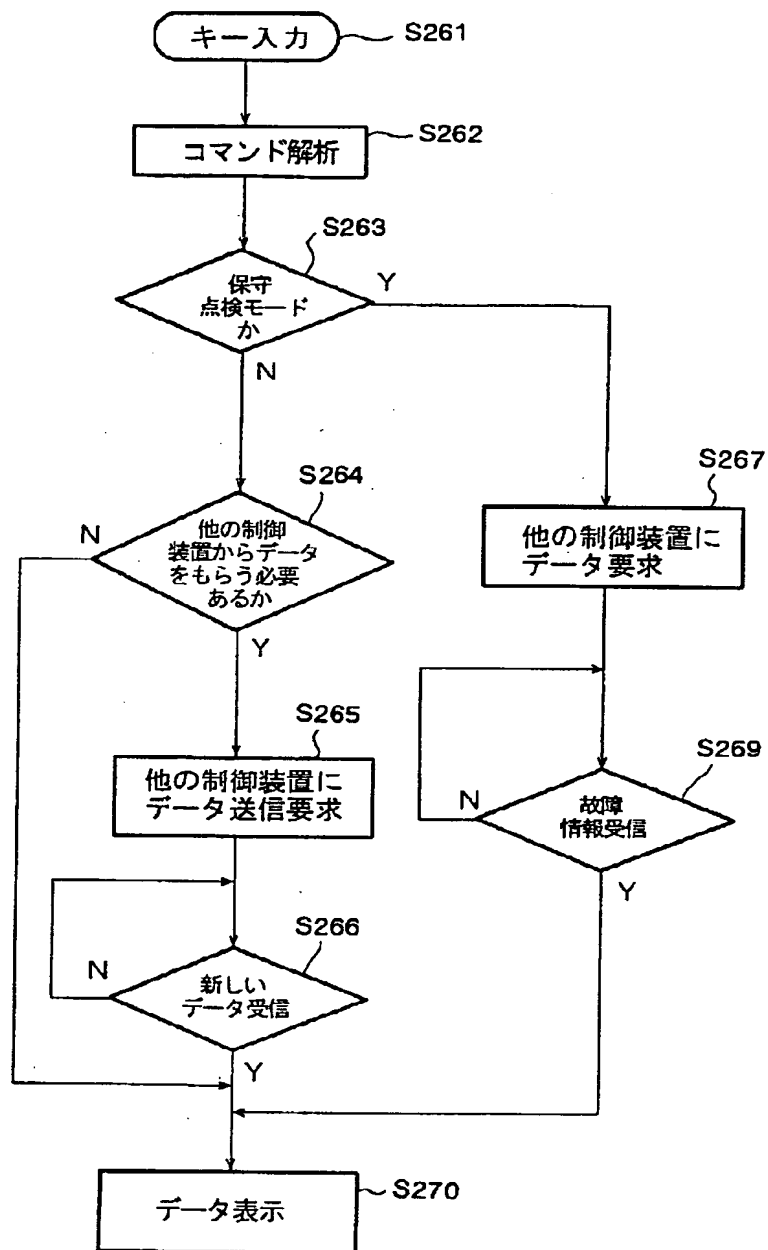 キー入力
S261
コマンド解析
S262
S263
保守
点検モード
か
Y
N
S264
他の制御
装置からデータ
をもらう必要
あるか
N
Y
S265
他の制御装置に
データ送信要求
S266
新しい
データ受信
N
Y
S267
他の制御装置に
データ要求
S269
故障
情報受信
N
Y
データ表示
S270